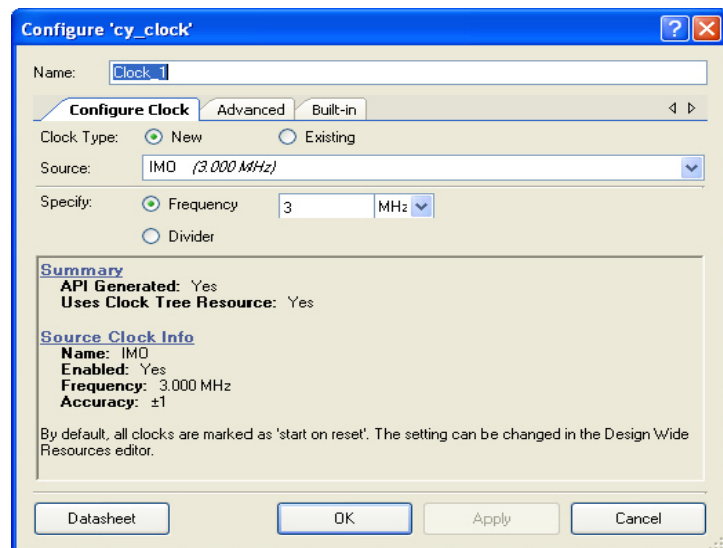 Configure 'cy_clock'
Name: Clock_1
Configure Clock Advanced Built-in
Clock Type: New Existing
Source: IMO (3.000 MHz)
Specify: Frequency 3 MHz
Divider
Summary
API Generated: Yes
Uses Clock Tree Resource: Yes
Source Clock Info
Name: IMO
Enabled: Yes
Frequency: 3.000 MHz
Accuracy: ±1
By default, all clocks are marked as 'start on reset'. The setting can be changed in the Design Wide
Resources editor.
Datasheet OK Apply Cancel